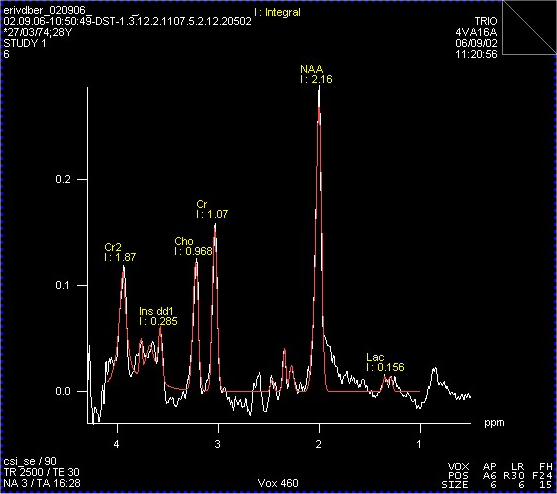 erivdber_020906
I : Integral
02.09.06-10:50:49-DST-1.3.12.2.1107.5.2.12.20502
*27/03/74;28Y
STUDY 1
6
TRIO
4VA16A
06/09/02
11:20:56
NAA
I : 2.16
0.2
Cr
I : 1.07
Cr2
I : 1.87
Cho
I : 0.968
0.1
Ins dd1
I : 0.285
Lac
I : 0.156
0.0
ppm
4 3 2 1
csi_se / 90
TR 2500 / TE 30
NA 3 / TA 16:28
Vox 460
VOX AP LR FH
POS A6 R30 F24
SIZE 6 6 15